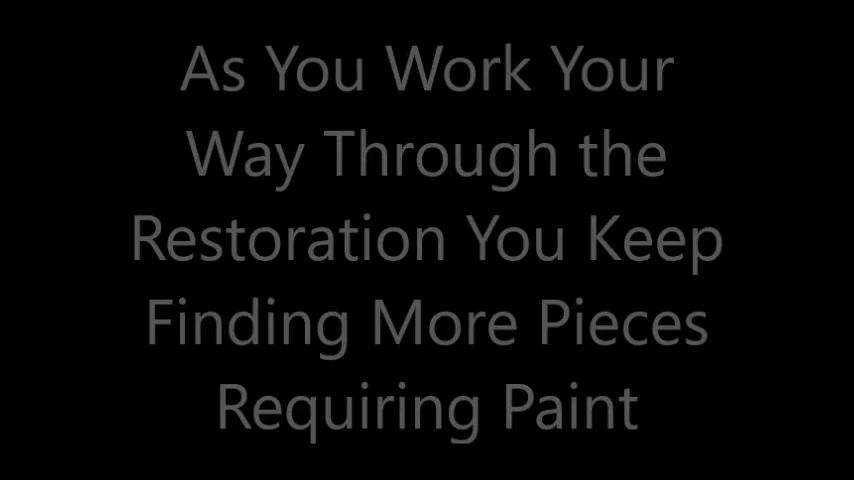 As You Work Your
Way Through the
Restoration You Keep
Finding More Pieces
Requiring Paint